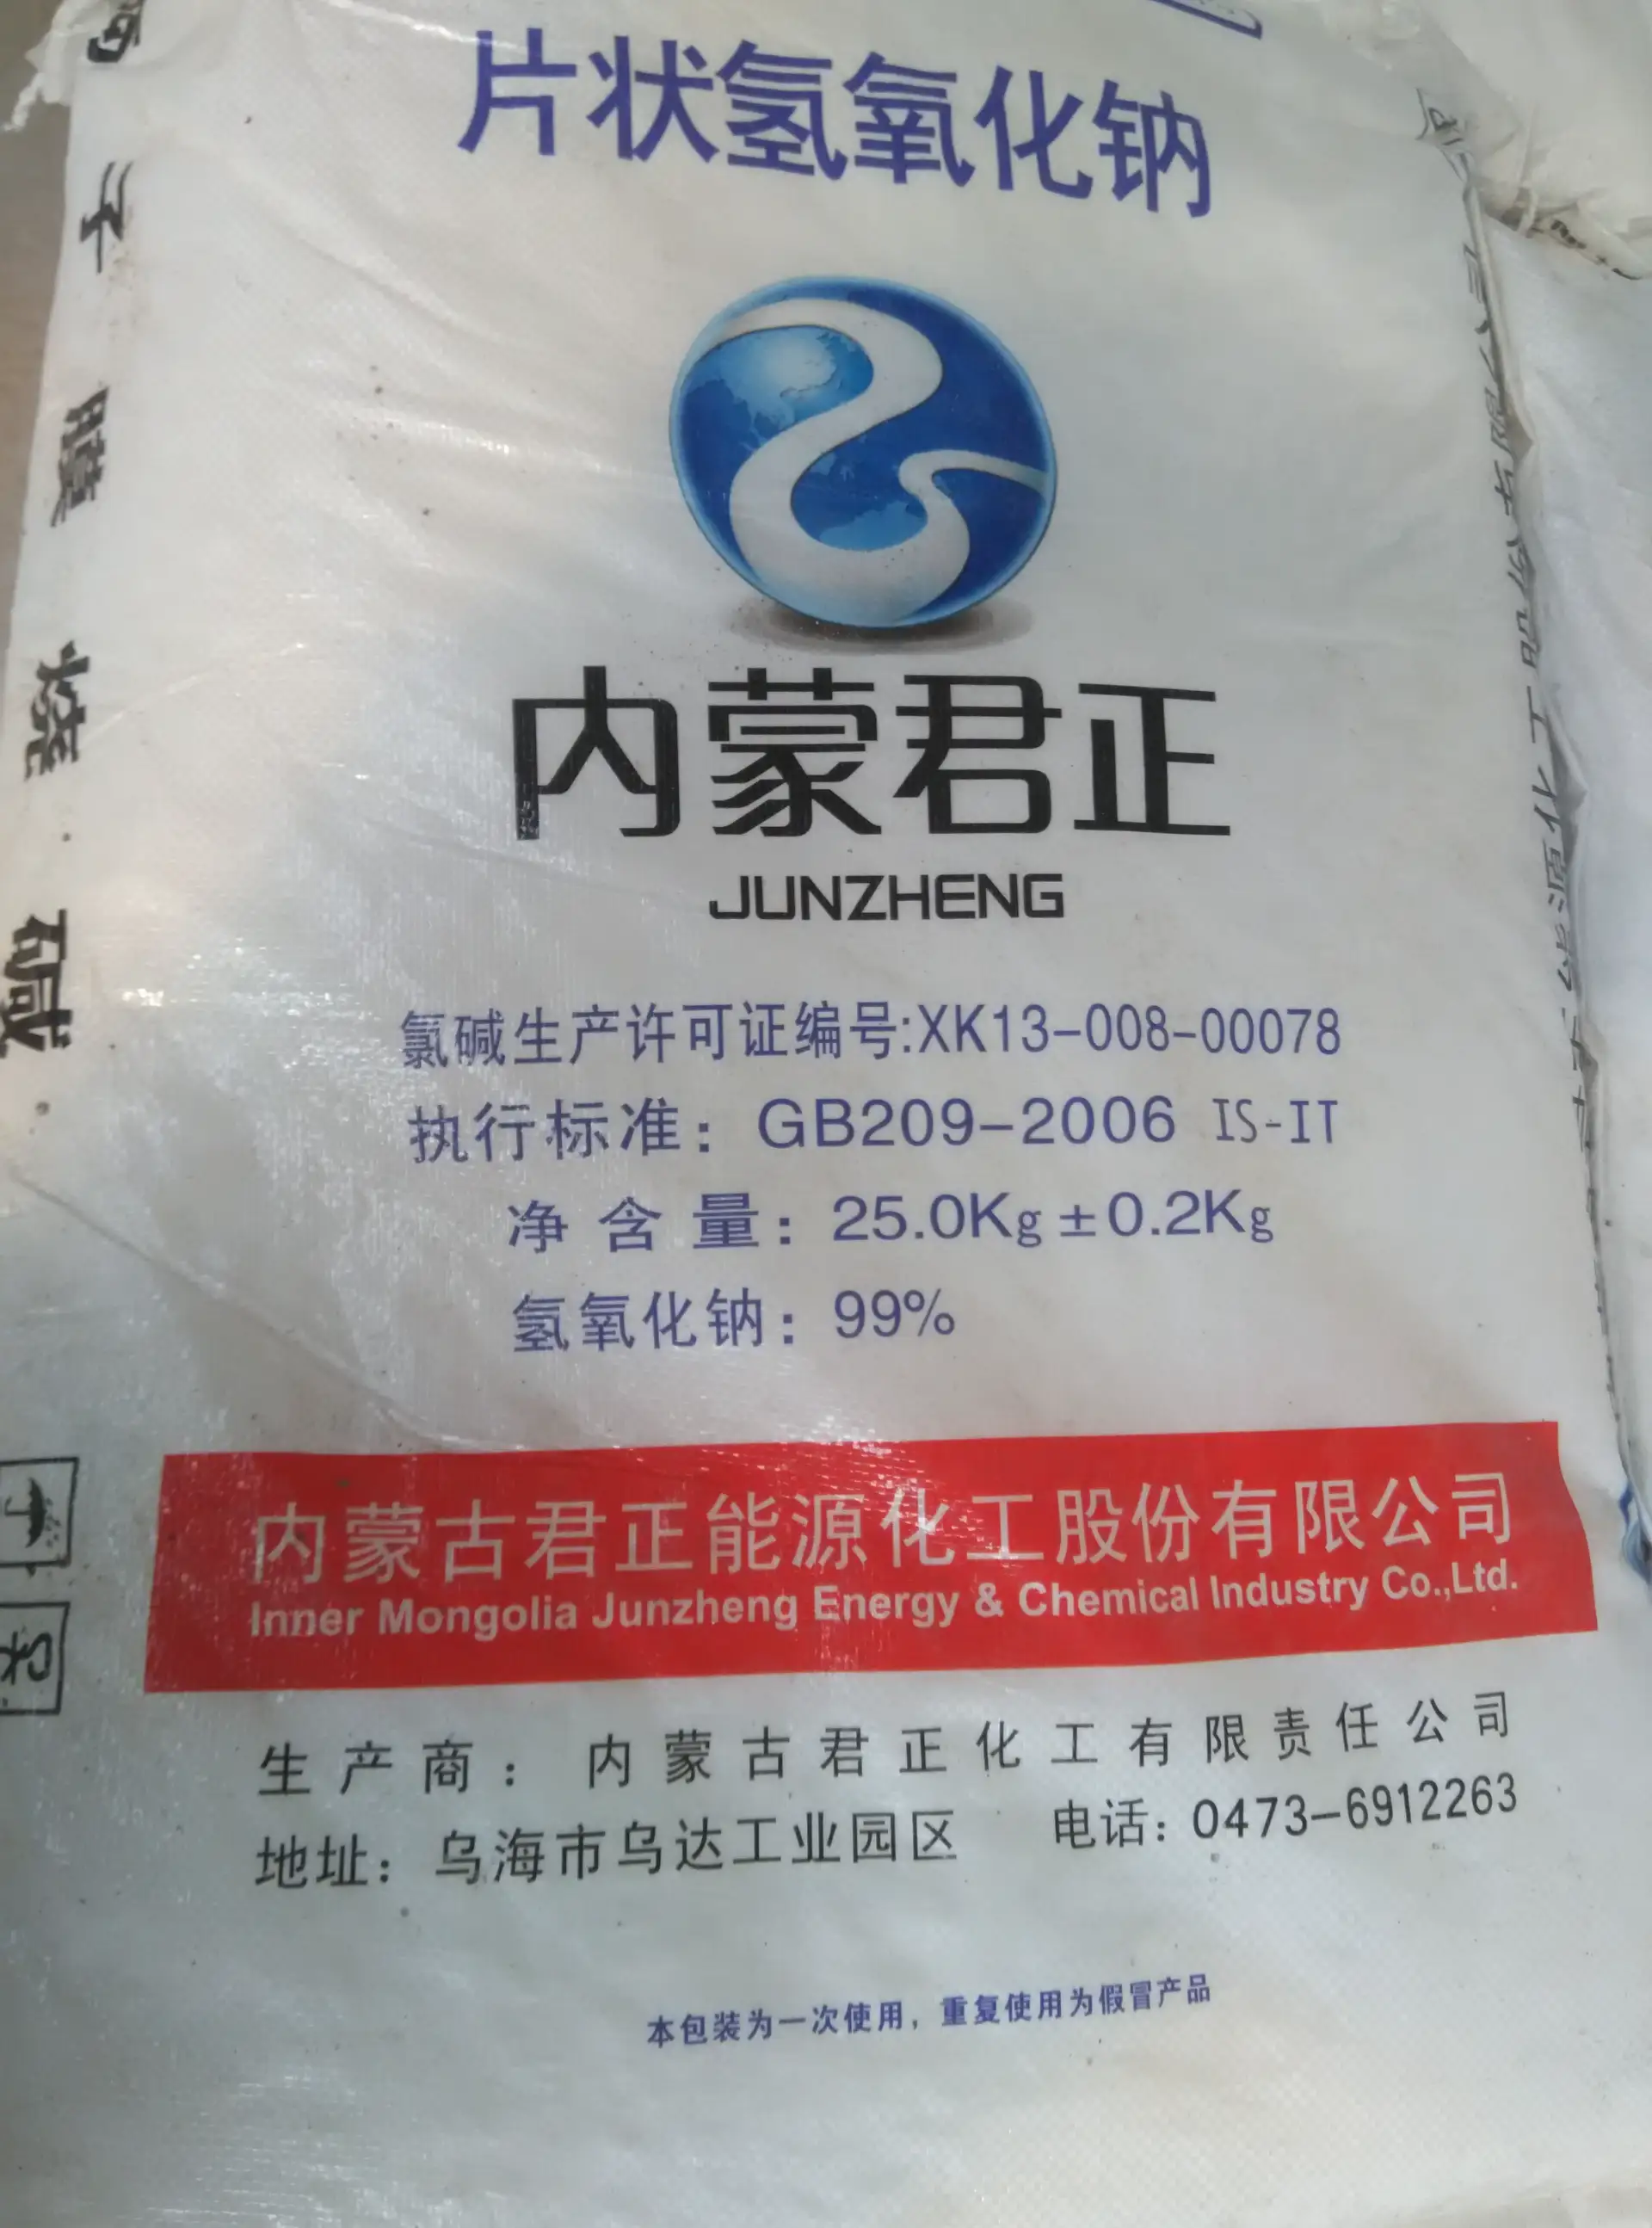 片状氢氧化钠
内蒙君正
JUNZHENG
氯碱生产许可证编号:XK13-008-00078
执行标准：GB209-2006 IS-IT
净含量：25.0Kg±0.2Kg
氢氧化钠：99%
内蒙古君正能源化工股份有限公司
Inner Mongolia Junzheng Energy & Chemical Industry Co.,Ltd.
生产商：内蒙古君正化工有限责任公司
地址：乌海市乌达工业园区 电话：0473-6912263
本包装为一次使用，重复使用为假冒产品
子膜烧碱